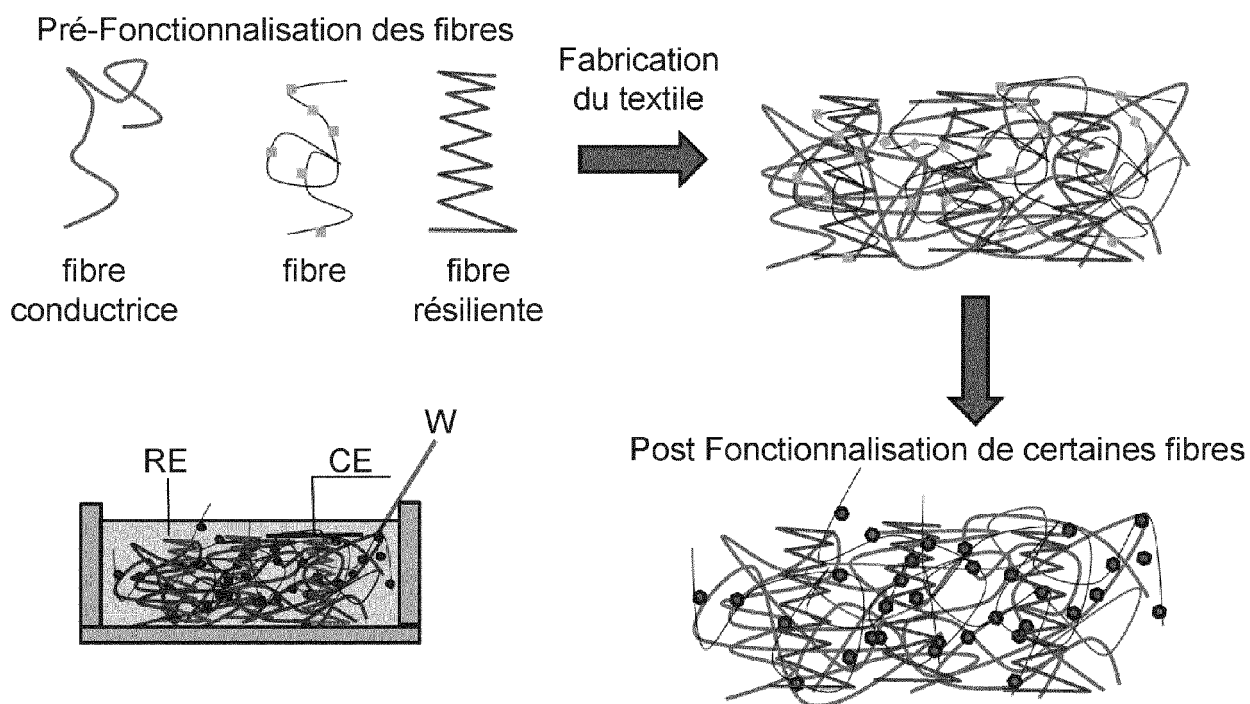 Pré-Fonctionnalisation des fibres
fibre
conductrice
fibre
fibre
résiliente
Fabrication
du textile
Post Fonctionnalisation de certaines fibres
RE
CE
W